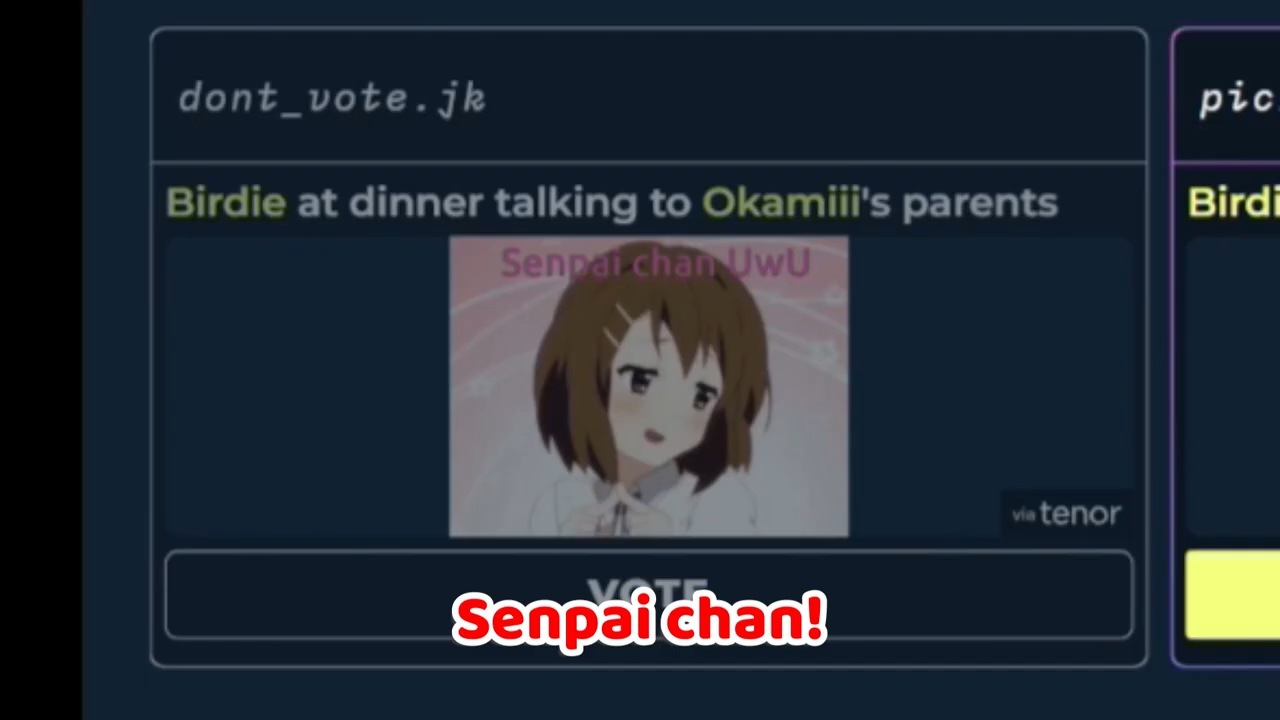 dont_vote.jk
pic
Birdie at dinner talking to Okamiii's parents
Birdi
Senpai chan UwU
via tenor
VOTE
Senpai chan!